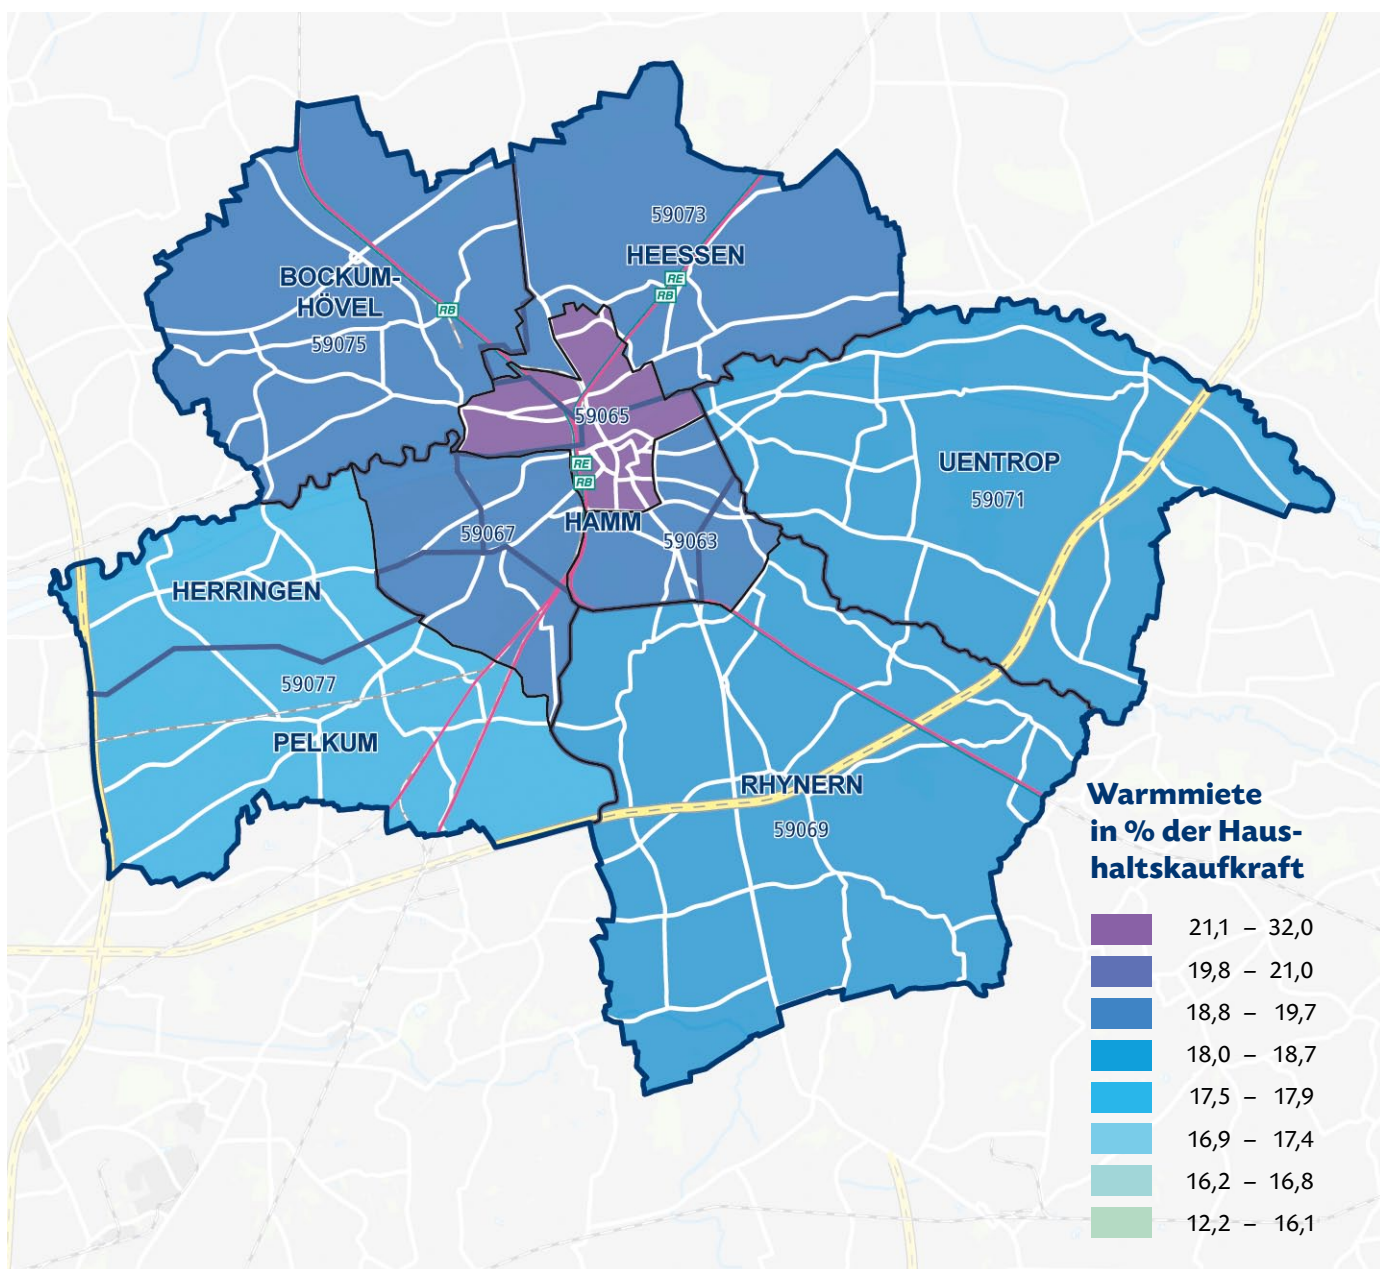 59073
HEESSEN
RE
RB
BOCKUM-
HÖVEL
RB
59075
59065
RE
RB
UENTROP
59071
HAMM
59067
59063
HERRINGEN
59077
PELKUM
RHYNERN
59069
Warmmiete
in % der Haus-
haltskaufkraft
21,1 – 32,0
19,8 – 21,0
18,8 – 19,7
18,0 – 18,7
17,5 – 17,9
16,9 – 17,4
16,2 – 16,8
12,2 – 16,1